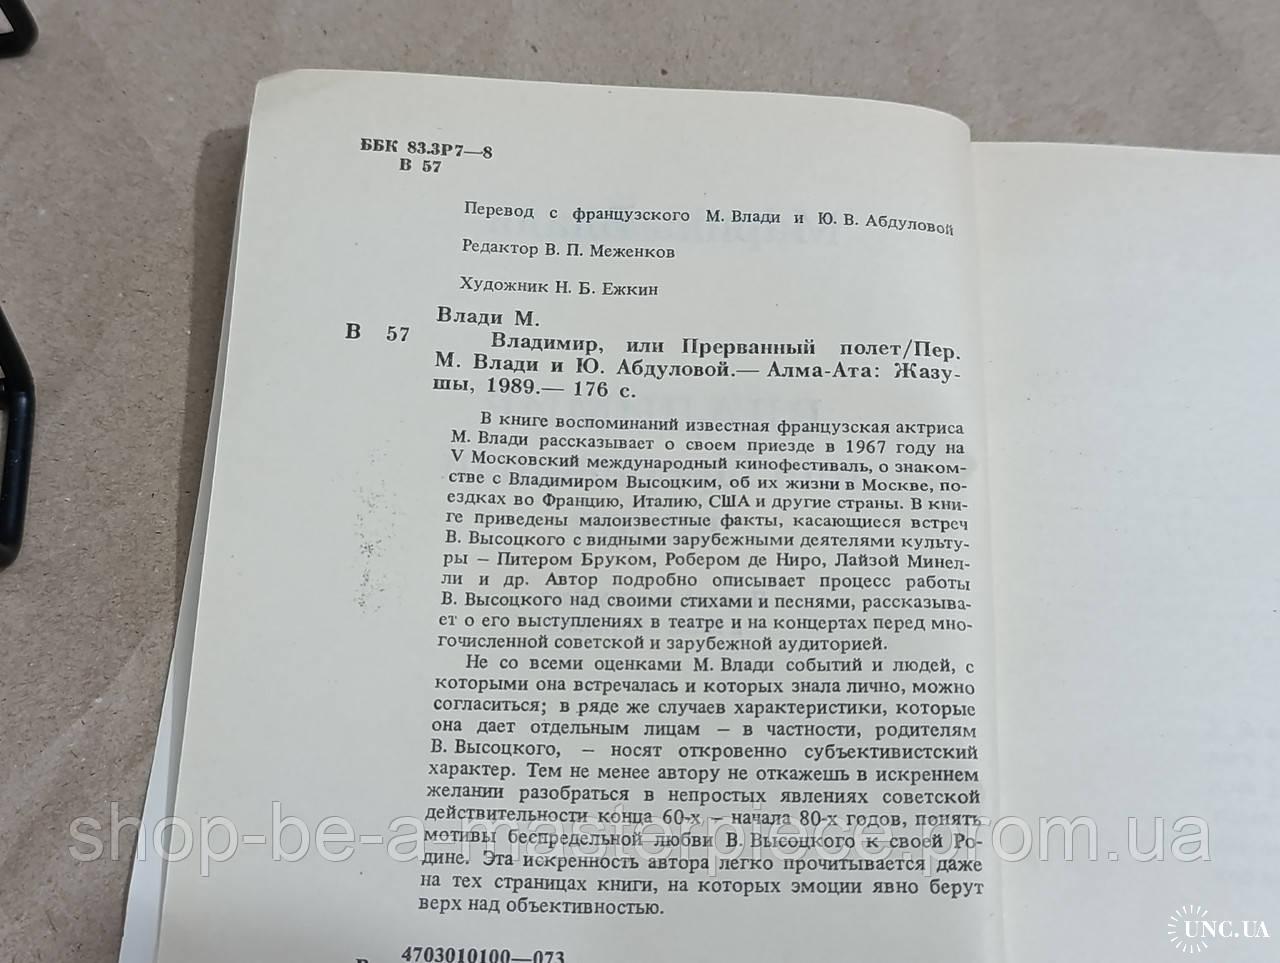 ББК 83.3Р7—8
В 57
Перевод с французского М. Влади и Ю. В. Абдуловой
Редактор В. П. Меженков
Художник Н. Б. Ежкин
Влади М.
В 57
Владимир, или Прерванный полет/Пер.
М. Влади и Ю. Абдуловой.— Алма-Ата: Жазу-
шы, 1989.— 176 с.
В книге воспоминаний известная французская актриса
М. Влади рассказывает о своем приезде в 1967 году на
V Московский международный кинофестиваль, о знаком-
стве с Владимиром Высоцким, об их жизни в Москве, по-
ездках во Францию, Италию, США и другие страны. В кни-
ге приведены малоизвестные факты, касающиеся встреч
В. Высоцкого с видными зарубежными деятелями культу-
ры – Питером Бруком, Робером де Ниро, Лайзой Минел-
ли и др. Автор подробно описывает процесс работы
В. Высоцкого над своими стихами и песнями, рассказыва-
ет о его выступлениях в театре и на концертах перед мно-
гочисленной советской и зарубежной аудиторией.
Не со всеми оценками М. Влади событий и людей, с
которыми она встречалась и которых знала лично, можно
согласиться; в ряде же случаев характеристики, которые
она дает отдельным лицам – в частности, родителям
В. Высоцкого, – носят откровенно субъективистский
характер. Тем не менее автору не откажешь в искреннем
желании разобраться в непростых явлениях советской
действительности конца 60-х – начала 80-х годов, понять
мотивы беспредельной любви В. Высоцкого к своей Ро-
дине. Эта искренность автора легко прочитывается даже
на тех страницах книги, на которых эмоции явно берут
верх над объективностью.
4703010100—073
shop-be-a-masterpiece.prom.ua
UNC.UA